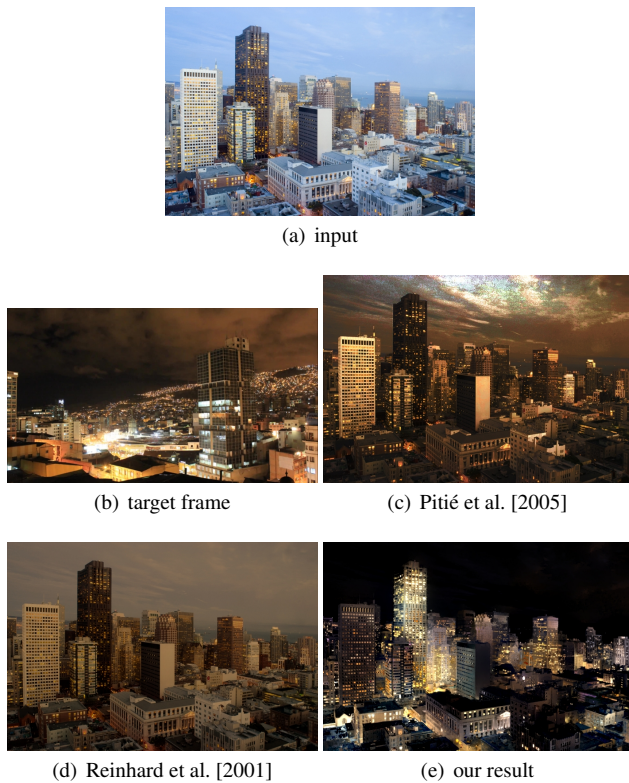 (a) input
(b) target frame
(c) Pitié et al. [2005]
(d) Reinhard et al. [2001]
(e) our result